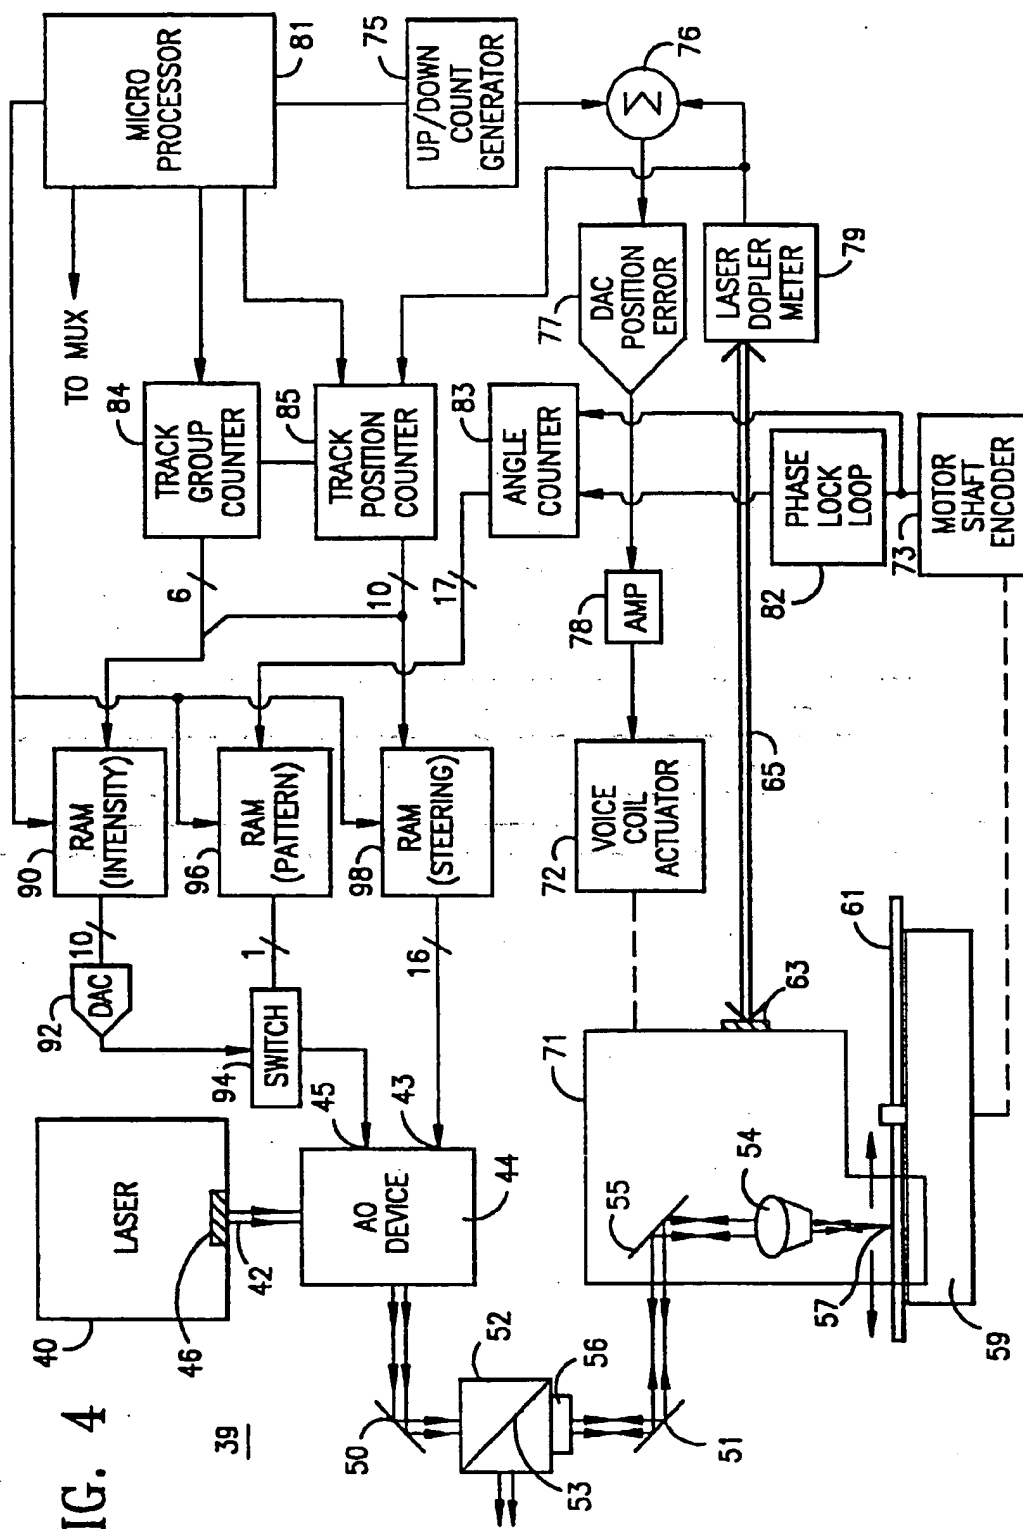 IG. 4
39
LASER
40
46
42
AO
DEVICE
44
45
43
50
52
53
56
51
DAC
92
10
SWITCH
94
1
16
RAM
(INTENSITY)
90
RAM
(PATTERN)
96
RAM
(STEERING)
98
6
10
17
TRACK
GROUP
COUNTER
84
TRACK
POSITION
COUNTER
85
ANGLE
COUNTER
83
TO MUX
MICRO
PROCESSOR
81
UP/DOWN
COUNT
GENERATOR
75
Σ
76
DAC
POSITION
ERROR
77
LASER
DOPLER
METER
79
AMP
78
VOICE
COIL
ACTUATOR
72
PHASE
LOCK
LOOP
82
MOTOR
SHAFT
ENCODER
73
65
63
71
55
54
57
59
61